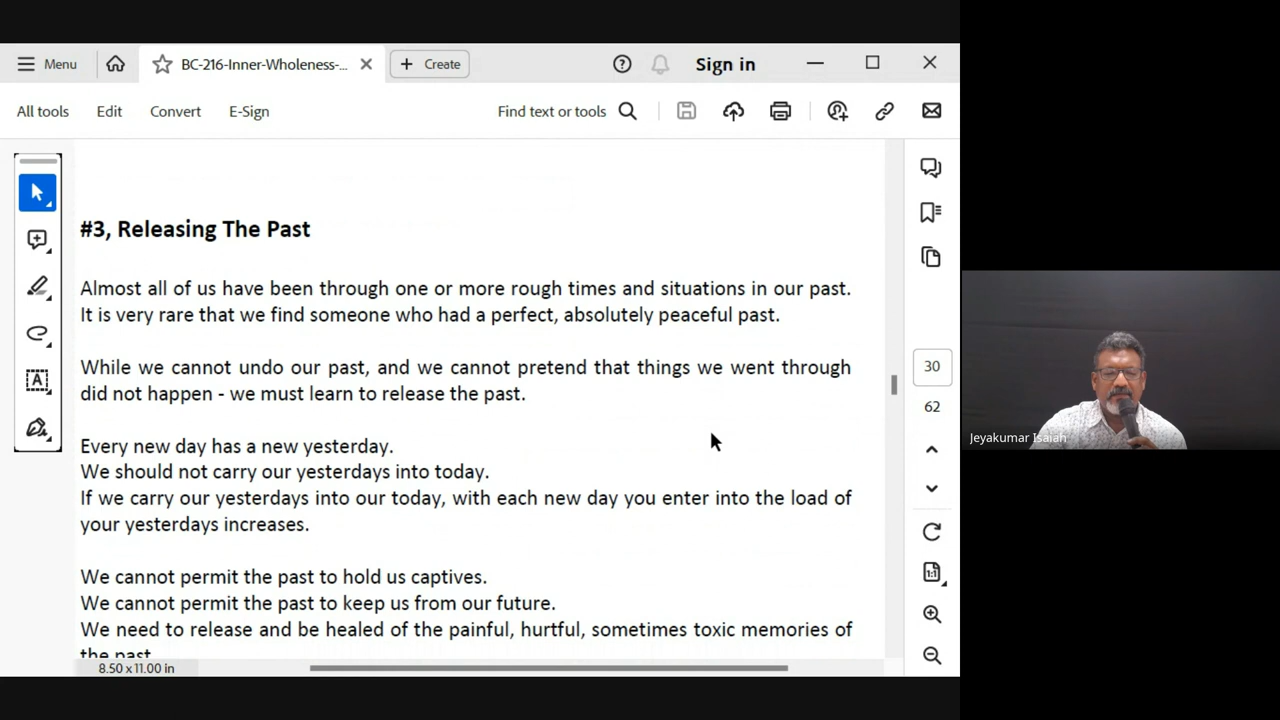 Menu
BC-216-Inner-Wholeness-...
Create
Sign in
All tools
Edit
Convert
E-Sign
Find text or tools
#3, Releasing The Past
Almost all of us have been through one or more rough times and situations in our past.
It is very rare that we find someone who had a perfect, absolutely peaceful past.
While we cannot undo our past, and we cannot pretend that things we went through
did not happen - we must learn to release the past.
Every new day has a new yesterday.
We should not carry our yesterdays into today.
If we carry our yesterdays into our today, with each new day you enter into the load of
your yesterdays increases.
We cannot permit the past to hold us captives.
We cannot permit the past to keep us from our future.
We need to release and be healed of the painful, hurtful, sometimes toxic memories of
the past
8.50 x 11.00 in
30
62
1:1
Jeyakumar Isaiah